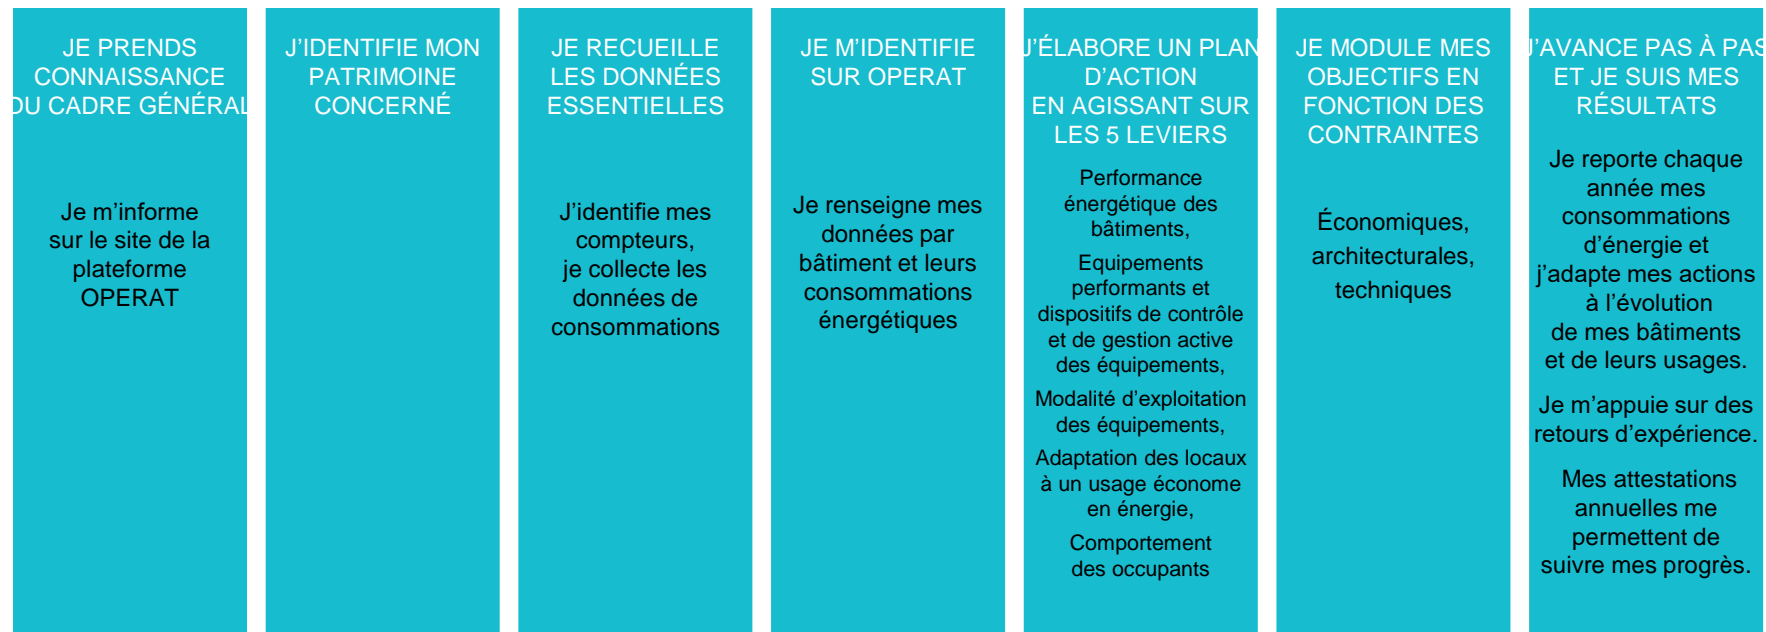 JE PRENDS
CONNAISSANCE
DU CADRE GÉNÉRAL
Je m’informe
sur le site de la
plateforme
OPERAT
J’IDENTIFIE MON
PATRIMOINE
CONCERNÉ
JE RECUEILLE
LES DONNÉES
ESSENTIELLES
J’identifie mes
compteurs,
je collecte les
données de
consommations
JE M’IDENTIFIE
SUR OPERAT
Je renseigne mes
données par
bâtiment et leurs
consommations
énergétiques
J’ÉLABORE UN PLAN
D’ACTION
EN AGISSANT SUR
LES 5 LEVIERS
Performance
énergétique des
bâtiments,
Equipements
performants et
dispositifs de contrôle
et de gestion active
des équipements,
Modalité d’exploitation
des équipements,
Adaptation des locaux
à un usage économe
en énergie,
Comportement
des occupants
JE MODULE MES
OBJECTIFS EN
FONCTION DES
CONTRAINTES
Économiques,
architecturales,
techniques
J’AVANCE PAS À PAS
ET JE SUIS MES
RÉSULTATS
Je reporte chaque
année mes
consommations
d’énergie et
j’adapte mes actions
à l’évolution
de mes bâtiments
et de leurs usages.
Je m’appuie sur des
retours d’expérience.
Mes attestations
annuelles me
permettent de
suivre mes progrès.